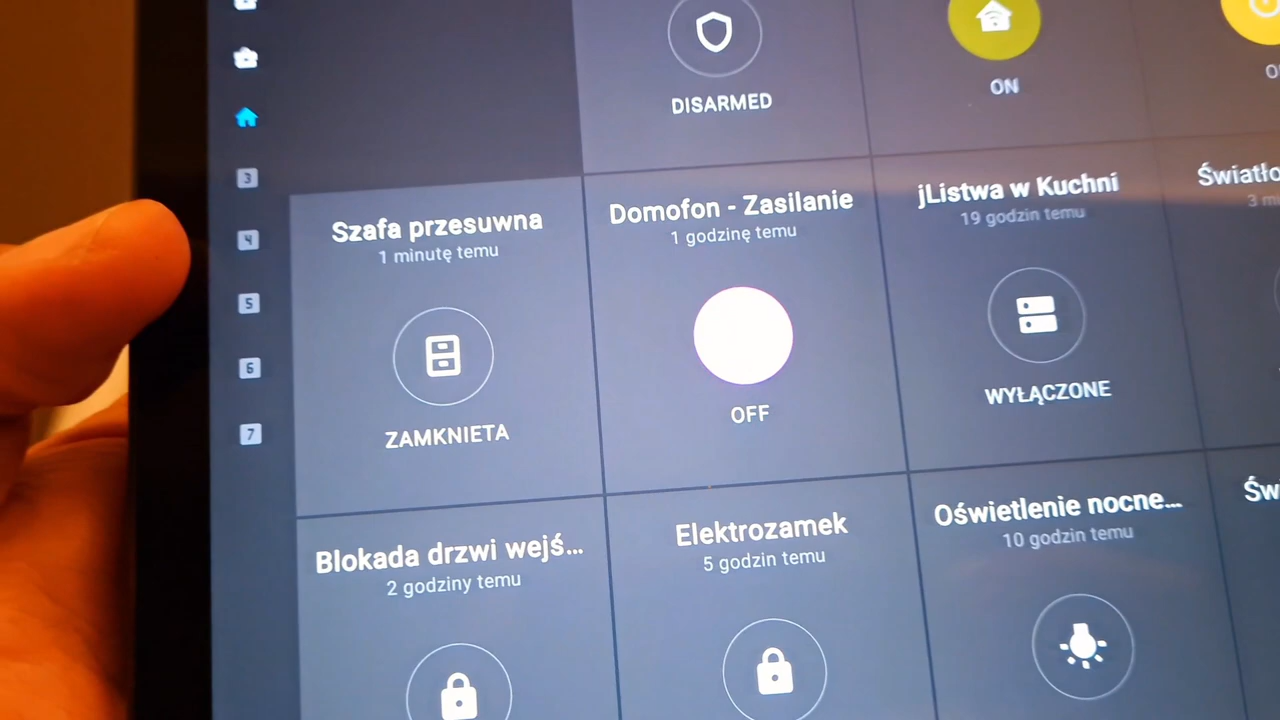 DISARMED
ON
3
4
5
6
7
Szafa przesuwna
1 minutę temu
ZAMKNIETA
Domofon - Zasilanie
1 godzinę temu
OFF
jListwa w Kuchni
19 godzin temu
WYŁĄCZONE
Światło
3 m
Blokada drzwi wejś...
2 godziny temu
Elektrozamek
5 godzin temu
Oświetlenie nocne...
10 godzin temu
Św